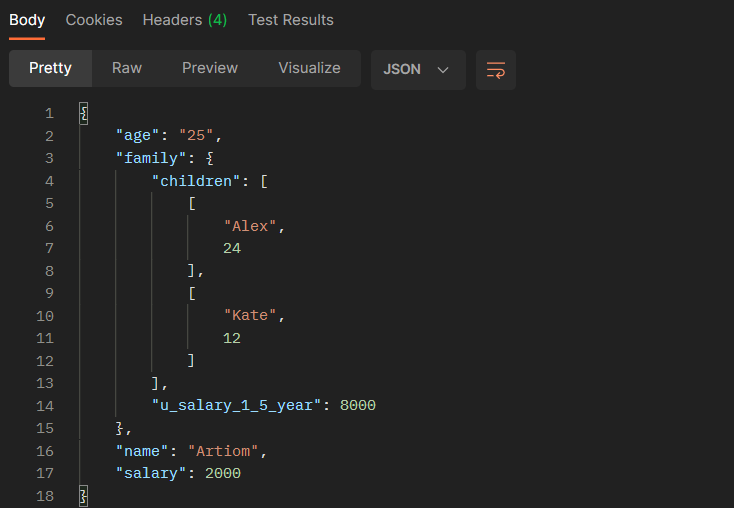 Body Cookies Headers (4) Test Results
Pretty Raw Preview Visualize JSON
1 {
2 "age": "25",
3 "family": {
4 "children": [
5 [
6 "Alex",
7 24
8 ],
9 [
10 "Kate",
11 12
12 ]
13 ],
14 "u_salary_1_5_year": 8000
15 },
16 "name": "Artiom",
17 "salary": 2000
18 }